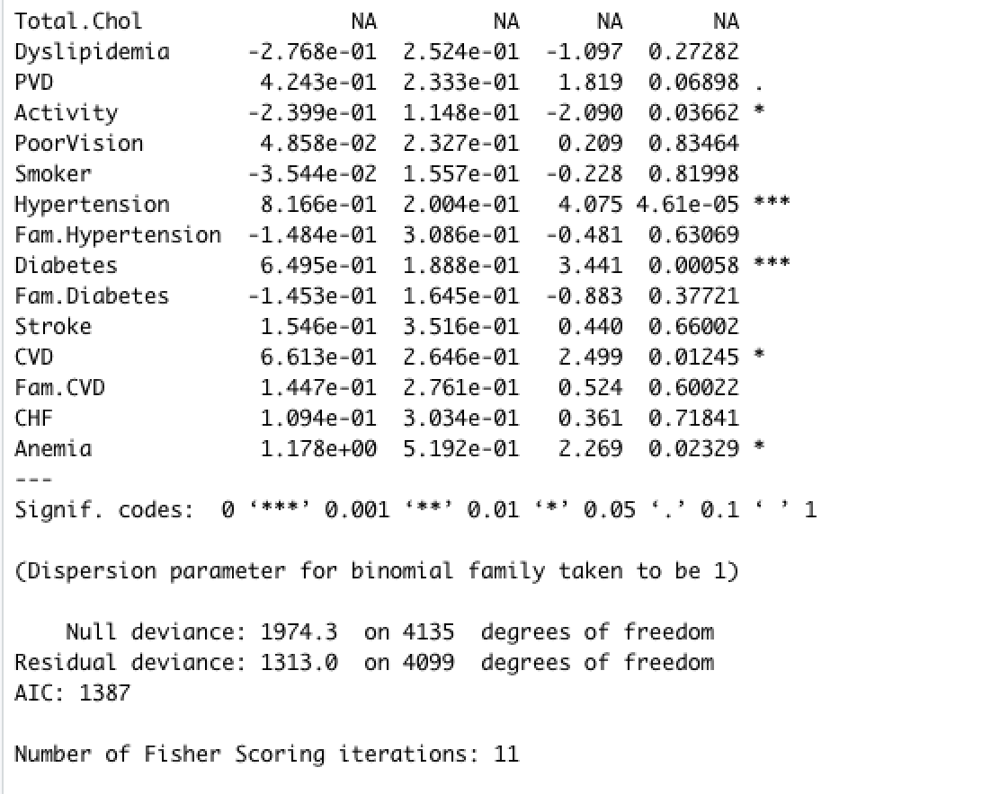 Total.Chol NA NA NA NA
Dyslipidemia -2.768e-01 2.524e-01 -1.097 0.27282
PVD 4.243e-01 2.333e-01 1.819 0.06898 .
Activity -2.399e-01 1.148e-01 -2.090 0.03662 *
PoorVision 4.858e-02 2.327e-01 0.209 0.83464
Smoker -3.544e-02 1.557e-01 -0.228 0.81998
Hypertension 8.166e-01 2.004e-01 4.075 4.61e-05 ***
Fam.Hypertension -1.484e-01 3.086e-01 -0.481 0.63069
Diabetes 6.495e-01 1.888e-01 3.441 0.00058 ***
Fam.Diabetes -1.453e-01 1.645e-01 -0.883 0.37721
Stroke 1.546e-01 3.516e-01 0.440 0.66002
CVD 6.613e-01 2.646e-01 2.499 0.01245 *
Fam.CVD 1.447e-01 2.761e-01 0.524 0.60022
CHF 1.094e-01 3.034e-01 0.361 0.71841
Anemia 1.178e+00 5.192e-01 2.269 0.02329 *
---
Signif. codes: 0 ‘***’ 0.001 ‘**’ 0.01 ‘*’ 0.05 ‘.’ 0.1 ‘ ’ 1
(Dispersion parameter for binomial family taken to be 1)
Null deviance: 1974.3 on 4135 degrees of freedom
Residual deviance: 1313.0 on 4099 degrees of freedom
AIC: 1387
Number of Fisher Scoring iterations: 11